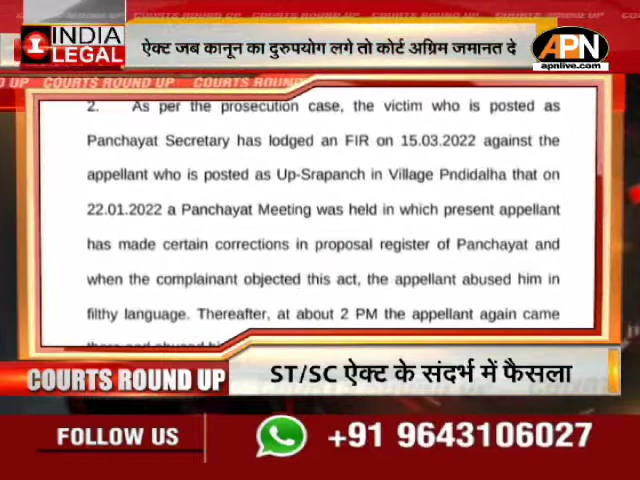 INDIA
LEGAL
ऐक्ट जब कानून का दुरुपयोग लगे तो कोर्ट अग्रिम जमानत दे
APN
apnlive.com
COURTS ROUND UP
COURTS ROUND
2. As per the prosecution case, the victim who is posted as
Panchayat Secretary has lodged an FIR on 15.03.2022 against the
appellant who is posted as Up-Srapanch in Village Pndidalha that on
22.01.2022 a Panchayat Meeting was held in which present appellant
has made certain corrections in proposal register of Panchayat and
when the complainant objected this act, the appellant abused him in
filthy language. Thereafter, at about 2 PM the appellant again came
COURTS ROUND UP
ST/SC ऐक्ट के संदर्भ में फैसला
FOLLOW US
+91 9643106027